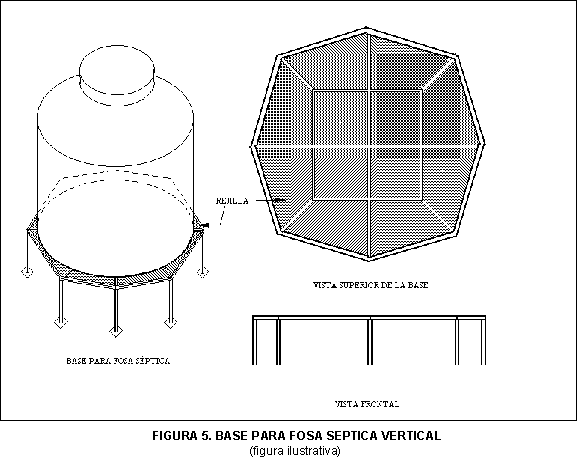 REJILLA
VISTA SUPERIOR DE LA BASE
BASE PARA FOSA SÉPTICA
VISTA FRONTAL
FIGURA 5. BASE PARA FOSA SEPTICA VERTICAL
(figura ilustrativa)